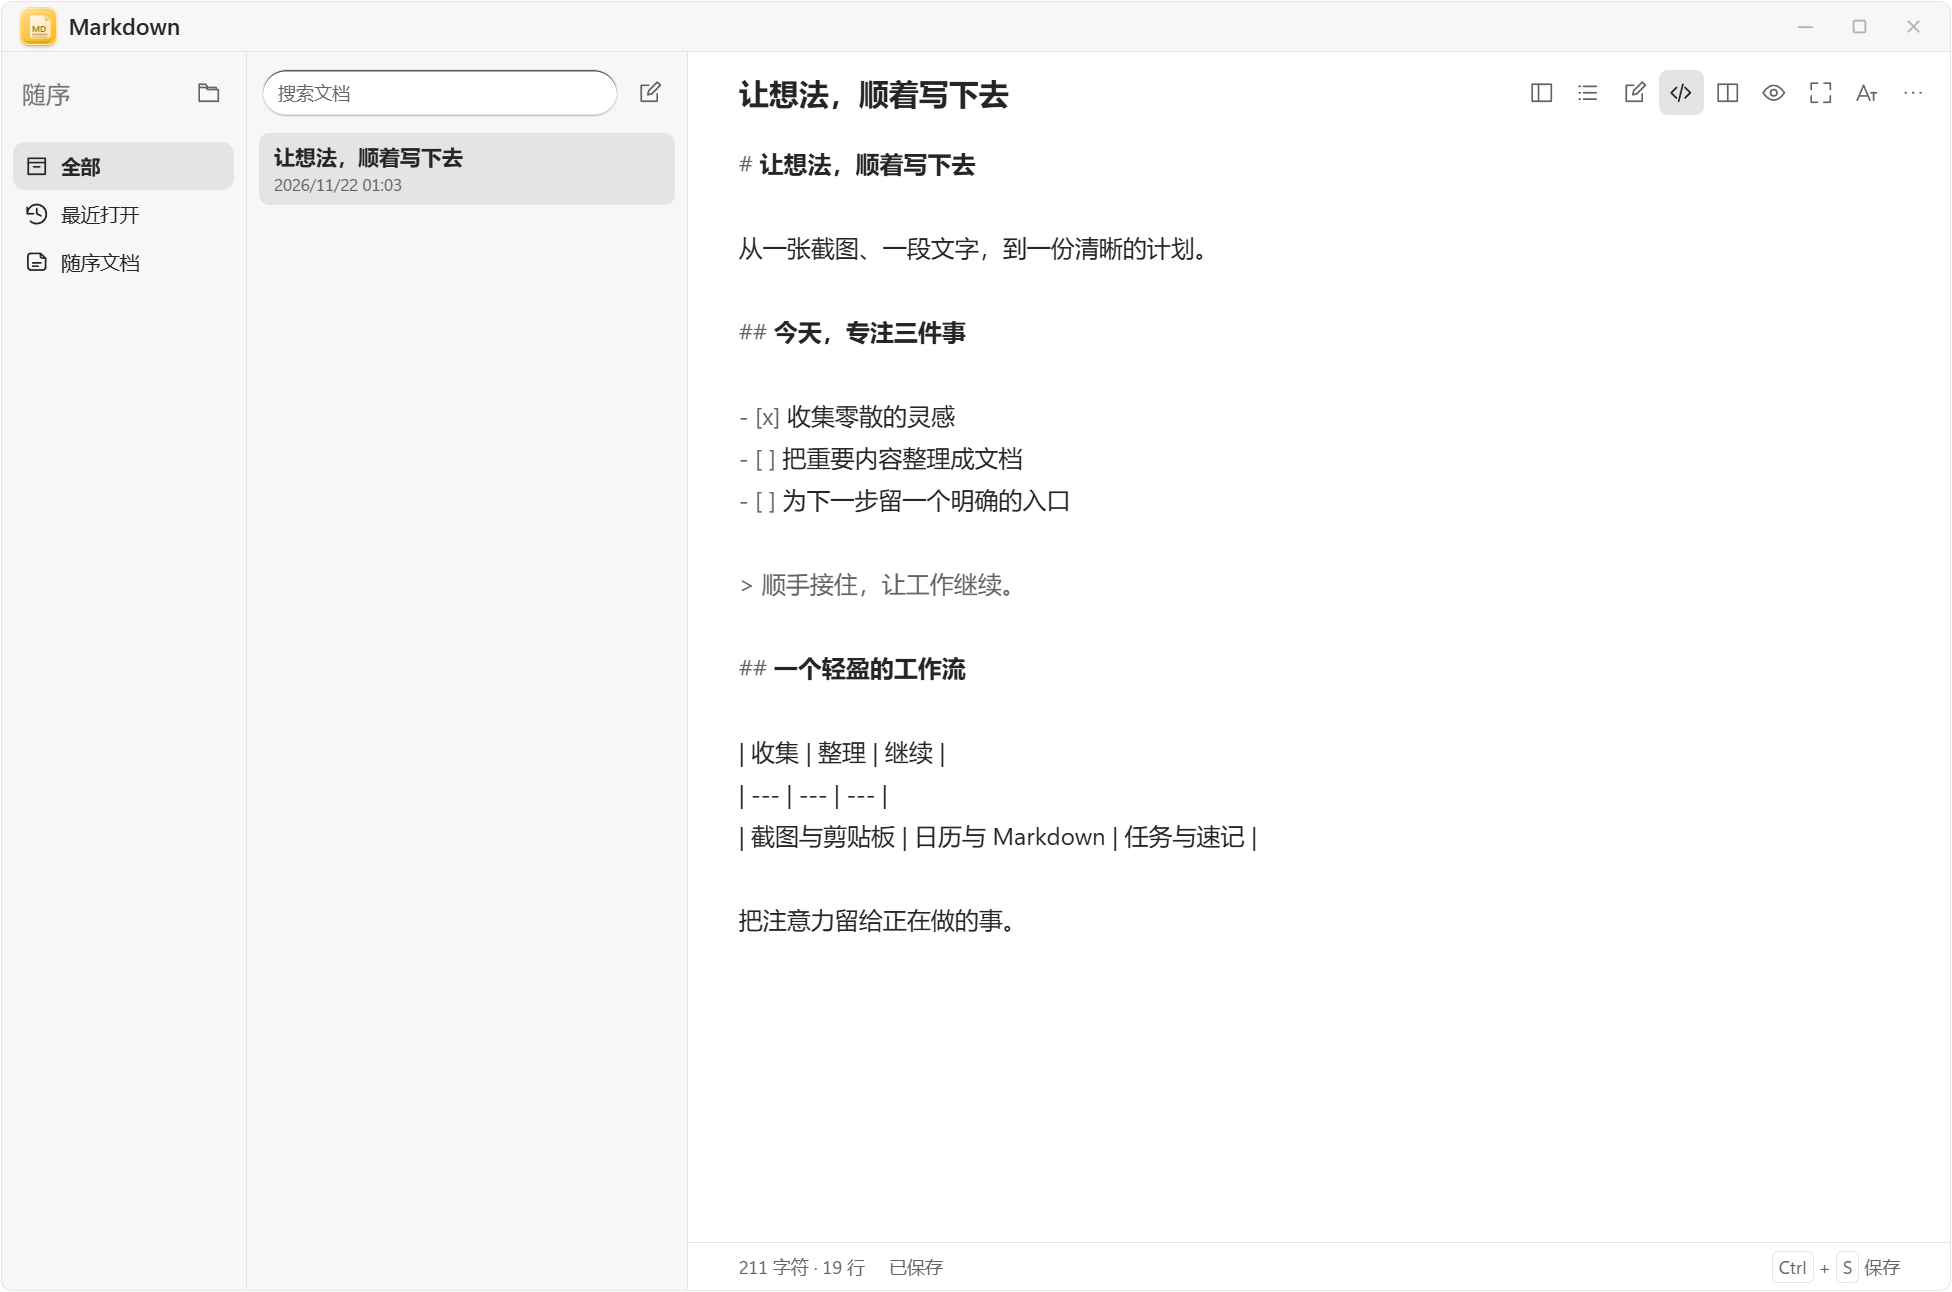 MD
Markdown
随序
全部
最近打开
随序文档
搜索文档
让想法，顺着写下去
2026/11/22 01:03
让想法，顺着写下去
# 让想法，顺着写下去
从一张截图、一段文字，到一份清晰的计划。
## 今天，专注三件事
- [x] 收集零散的灵感
- [ ] 把重要内容整理成文档
- [ ] 为下一步留一个明确的入口
> 顺手接住，让工作继续。
## 一个轻盈的工作流
| 收集 | 整理 | 继续 |
| --- | --- | --- |
| 截图与剪贴板 | 日历与 Markdown | 任务与速记 |
把注意力留给正在做的事。
211 字符 · 19 行 已保存
Ctrl + S 保存